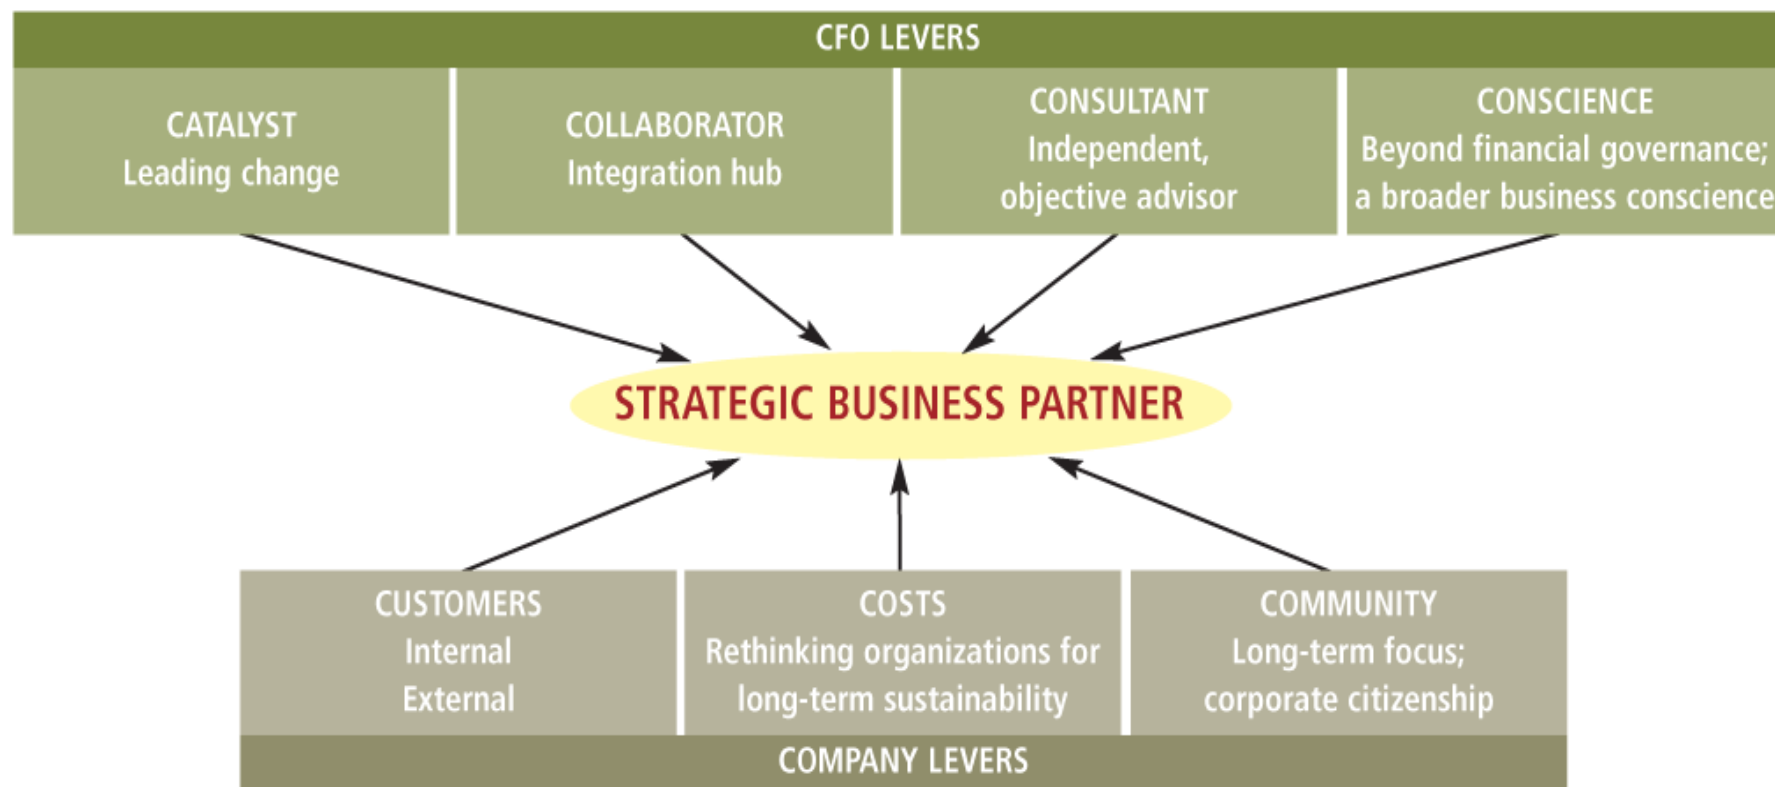 CFO LEVERS
CATALYST
Leading change
COLLABORATOR
Integration hub
CONSULTANT
Independent,
objective advisor
CONSCIENCE
Beyond financial governance;
a broader business conscience
STRATEGIC BUSINESS PARTNER
CUSTOMERS
Internal
External
COSTS
Rethinking organizations for
long-term sustainability
COMMUNITY
Long-term focus;
corporate citizenship
COMPANY LEVERS